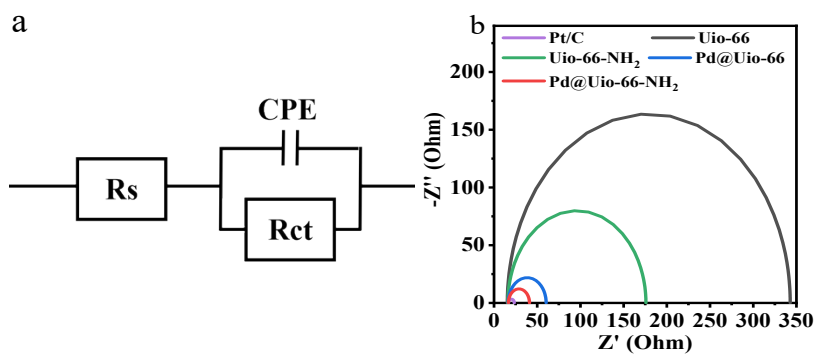 a
CPE
Rs
Rct
b
Pt/C
Uio-66
Uio-66-NH₂
Pd@Uio-66
Pd@Uio-66-NH₂
-Z'' (Ohm)
200
150
100
50
0
0 50 100 150 200 250 300 350
Z' (Ohm)